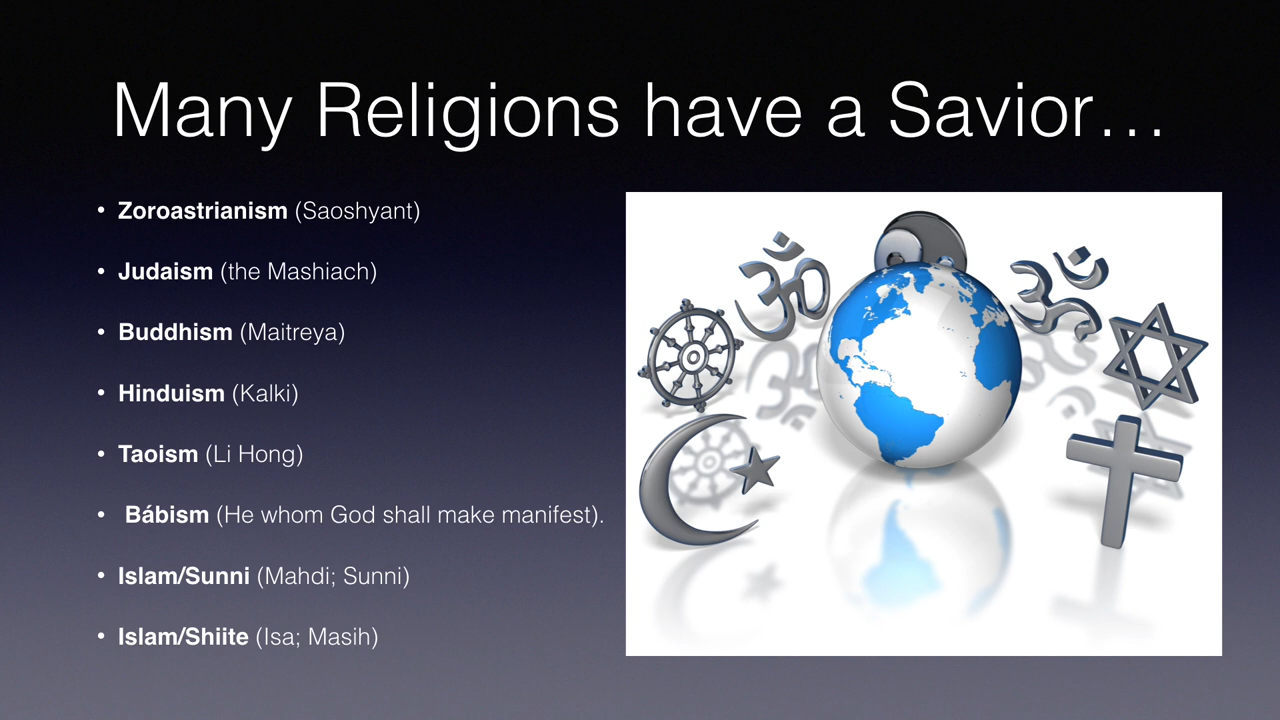 Many Religions have a Savior…
• Zoroastrianism (Saoshyant)
• Judaism (the Mashiach)
• Buddhism (Maitreya)
• Hinduism (Kalki)
• Taoism (Li Hong)
• Bábism (He whom God shall make manifest).
• Islam/Sunni (Mahdi; Sunni)
• Islam/Shiite (Isa; Masih)